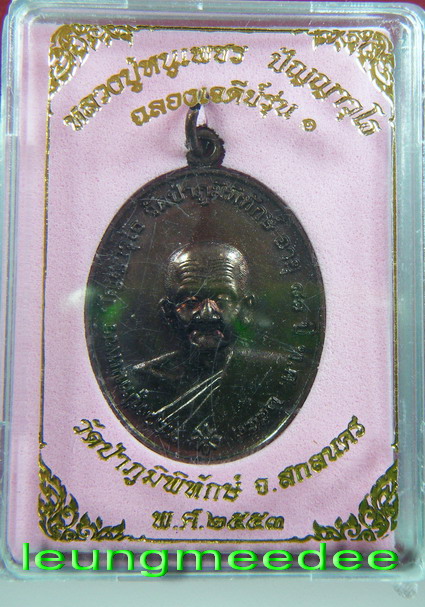 หลวงปู่หนูเพชร ปัญญาวุโธ
ฉลองเจดีย์รุ่น ๑
วัดป่าภูมิพิทักษ์ จ.สกลนคร
พ.ศ.๒๕๕๓
leungmeedee